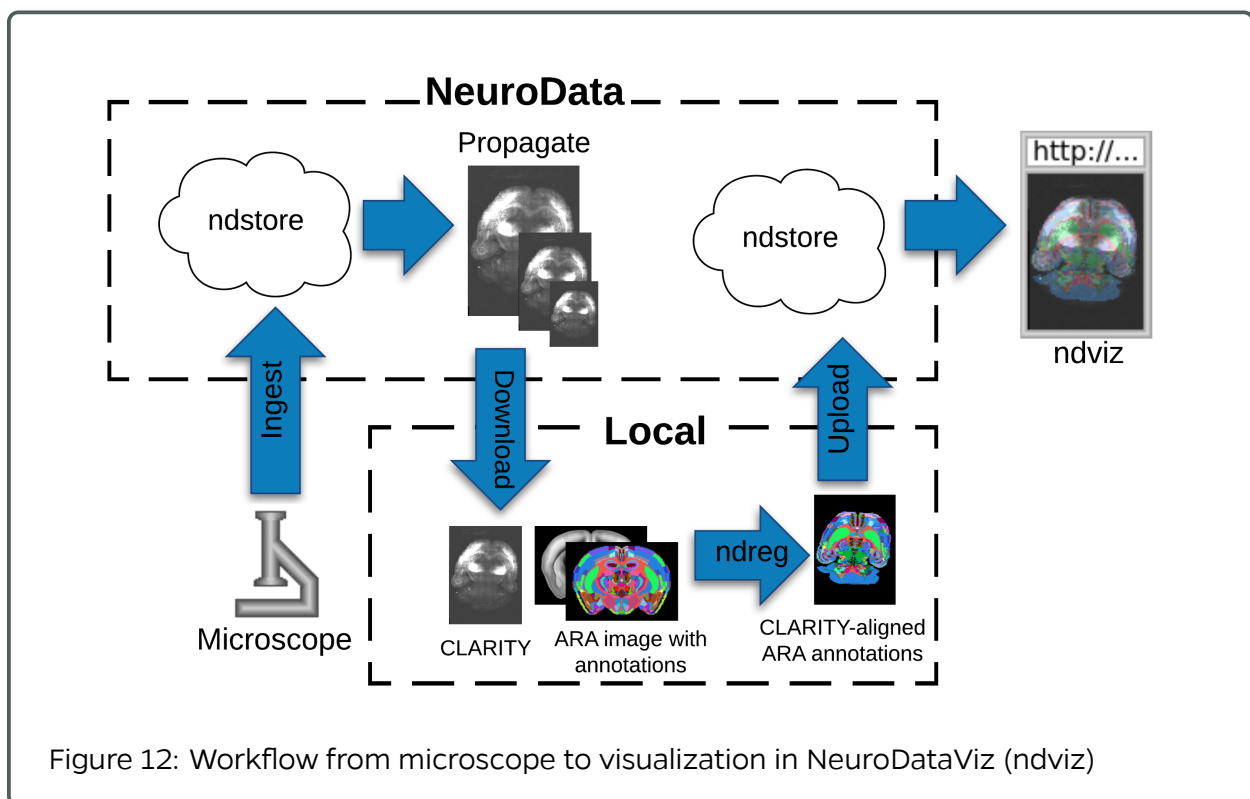 NeuroData
Propagate
http://...
ndstore
ndstore
ndviz
Ingest
Download
Upload
Local
ndreg
Microscope
CLARITY
ARA image with
annotations
CLARITY-aligned
ARA annotations
Figure 12: Workflow from microscope to visualization in NeuroDataViz (ndviz)